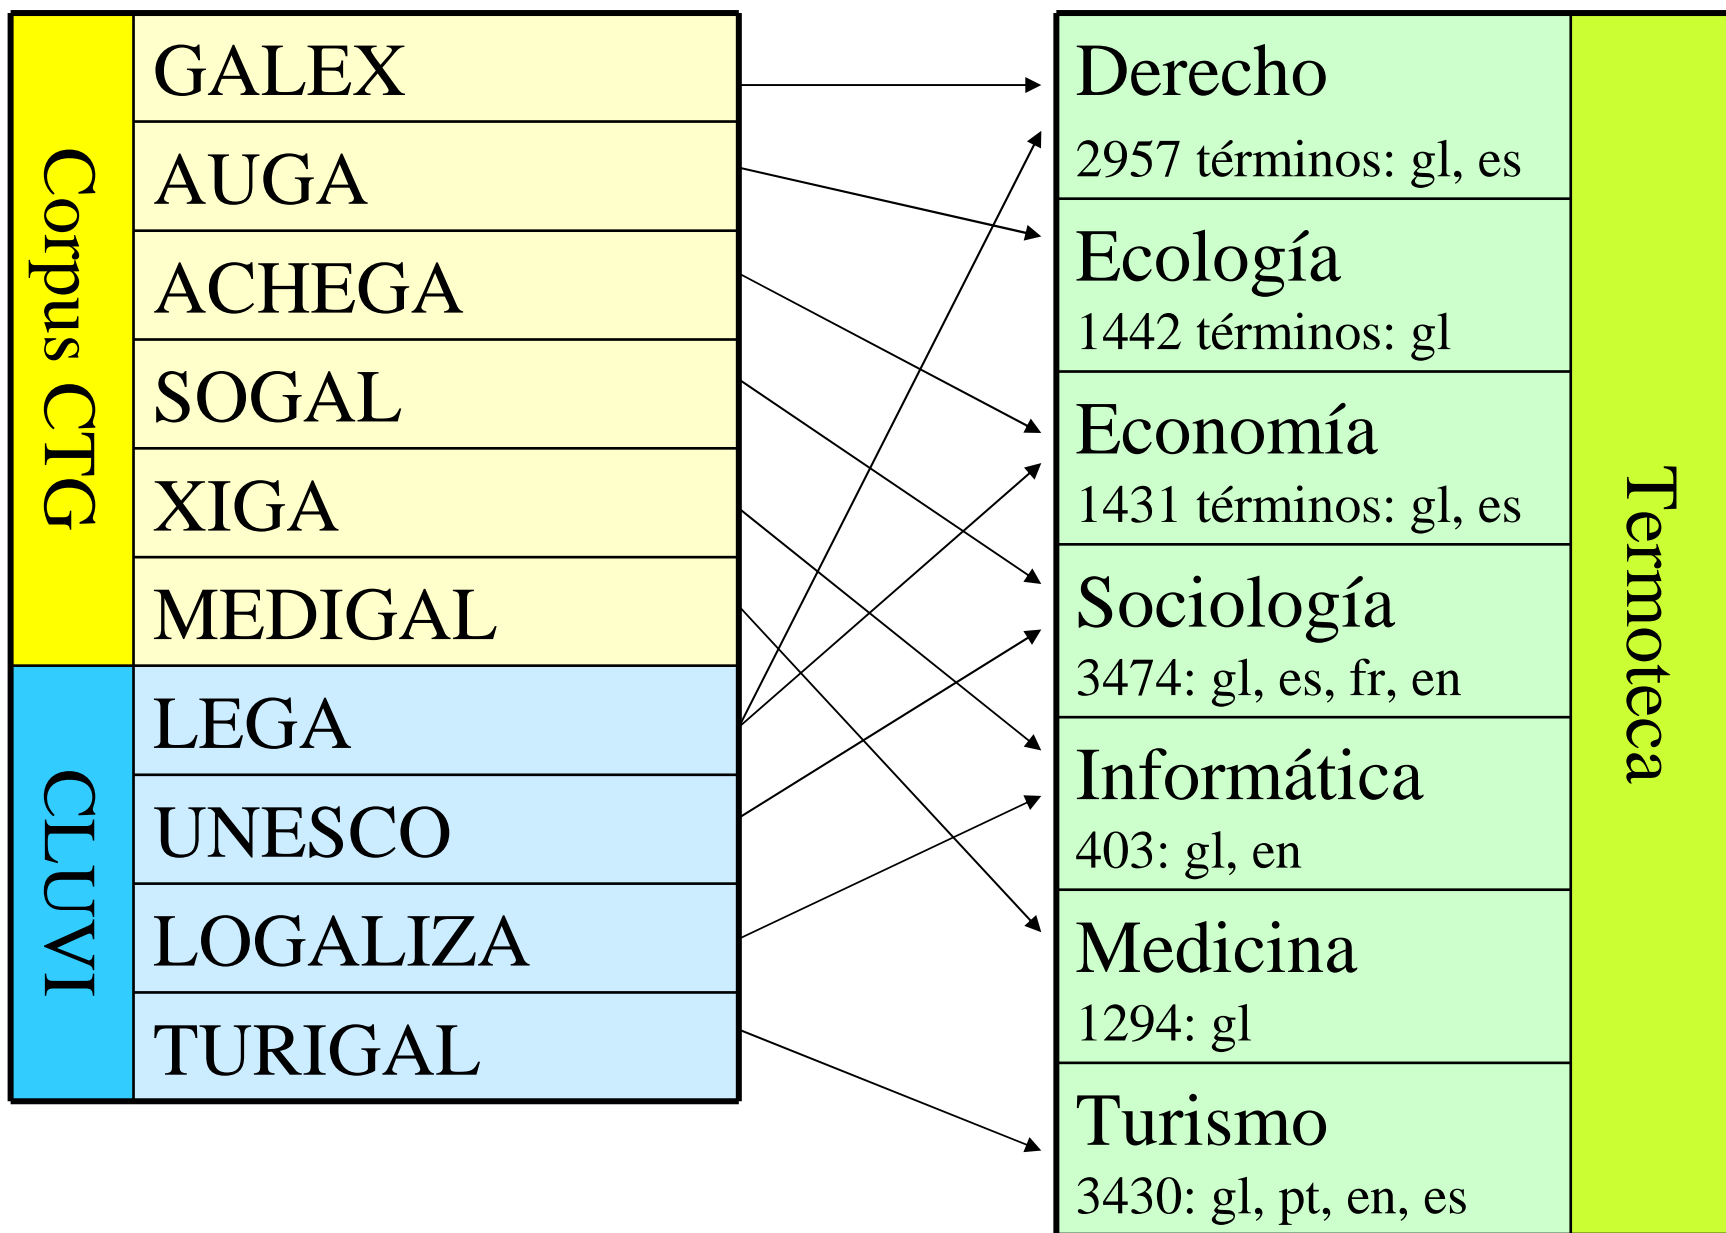 Corpus CTG
GALEX
AUGA
ACHEGA
SOGAL
XIGA
MEDIGAL
CLUVI
LEGA
UNESCO
LOGALIZA
TURIGAL
Derecho
2957 términos: gl, es
Ecología
1442 términos: gl
Economía
1431 términos: gl, es
Sociología
3474: gl, es, fr, en
Informática
403: gl, en
Medicina
1294: gl
Turismo
3430: gl, pt, en, es
Termoteca